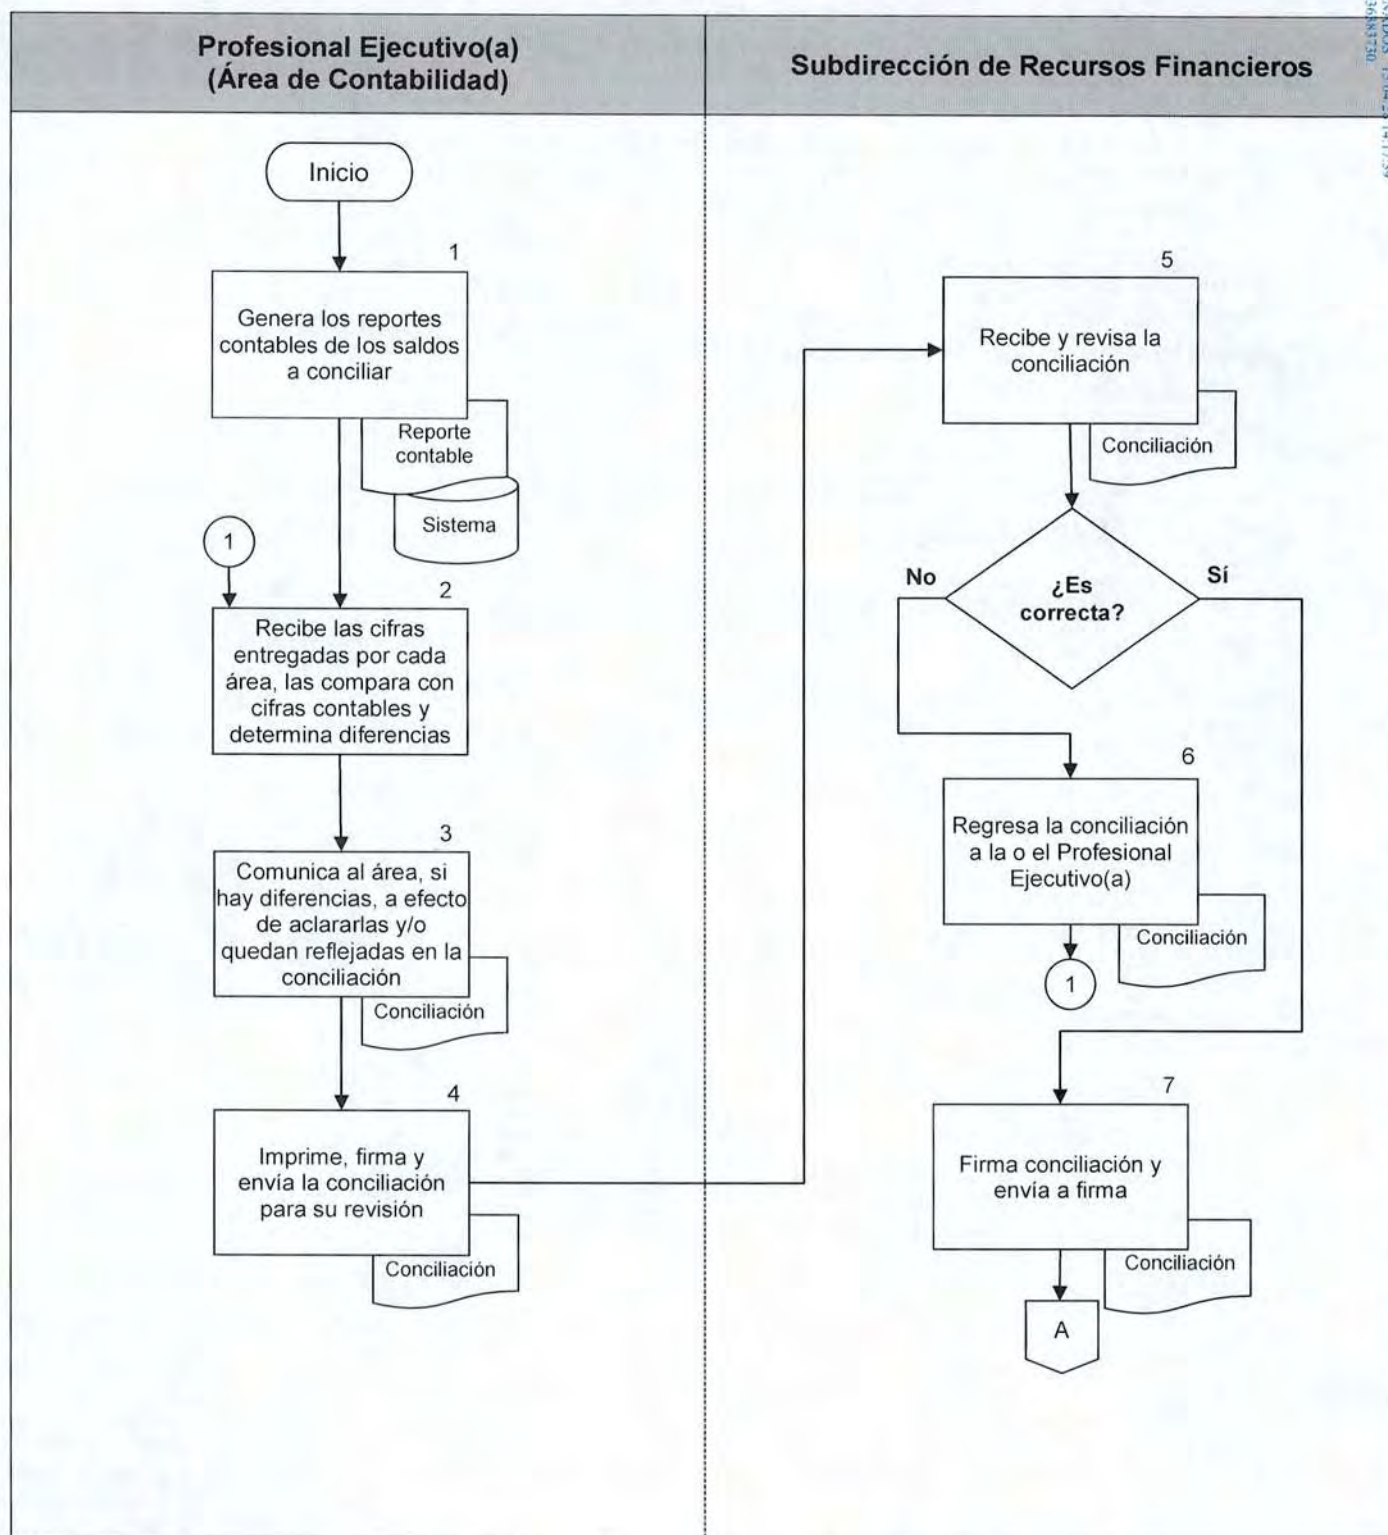 Profesional Ejecutivo(a)
(Área de Contabilidad)
Subdirección de Recursos Financieros
Inicio
1
Genera los reportes
contables de los saldos
a conciliar
Reporte
contable
Sistema
1
2
Recibe las cifras
entregadas por cada
área, las compara con
cifras contables y
determina diferencias
3
Comunica al área, si
hay diferencias, a efecto
de aclararlas y/o
quedan reflejadas en la
conciliación
Conciliación
4
Imprime, firma y
envía la conciliación
para su revisión
Conciliación
5
Recibe y revisa la
conciliación
Conciliación
¿Es
correcta?
No
Sí
6
Regresa la conciliación
a la o el Profesional
Ejecutivo(a)
Conciliación
1
7
Firma conciliación y
envía a firma
Conciliación
A